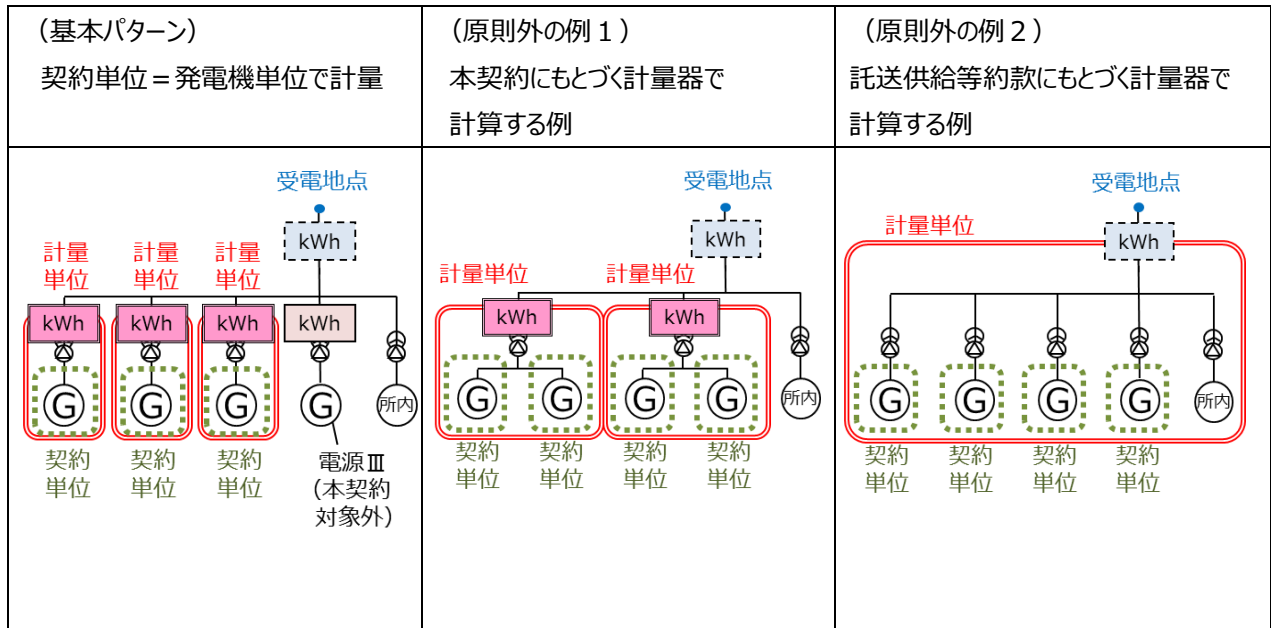 （基本パターン）
契約単位＝発電機単位で計量
受電地点
kWh
計量
単位
計量
単位
計量
単位
kWh
kWh
kWh
kWh
G
G
G
G
所内
契約
単位
契約
単位
契約
単位
電源Ⅲ
（本契約
対象外）
（原則外の例１）
本契約にもとづく計量器で
計算する例
受電地点
kWh
計量単位
計量単位
kWh
kWh
G
G
G
G
所内
契約
単位
契約
単位
契約
単位
契約
単位
（原則外の例２）
託送供給等約款にもとづく計量器で
計算する例
受電地点
計量単位
kWh
G
G
G
G
所内
契約
単位
契約
単位
契約
単位
契約
単位